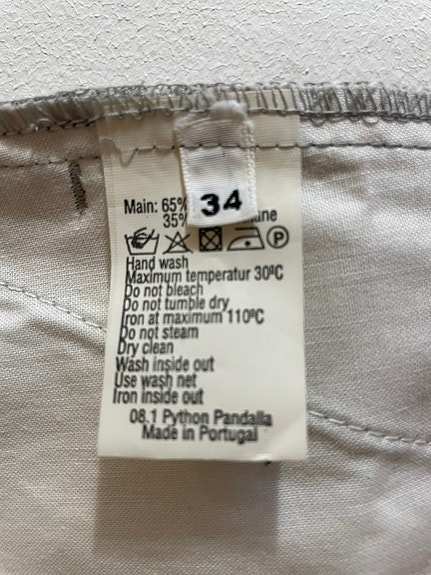 34
Main: 65%
35%
Ⓟ
Hand wash
Maximum temperatur 30ºC
Do not bleach
Do not tumble dry
Iron at maximum 110ºC
Do not steam
Dry clean
Wash inside out
Use wash net
Iron inside out
08.1 Python Pandalla
Made in Portugal